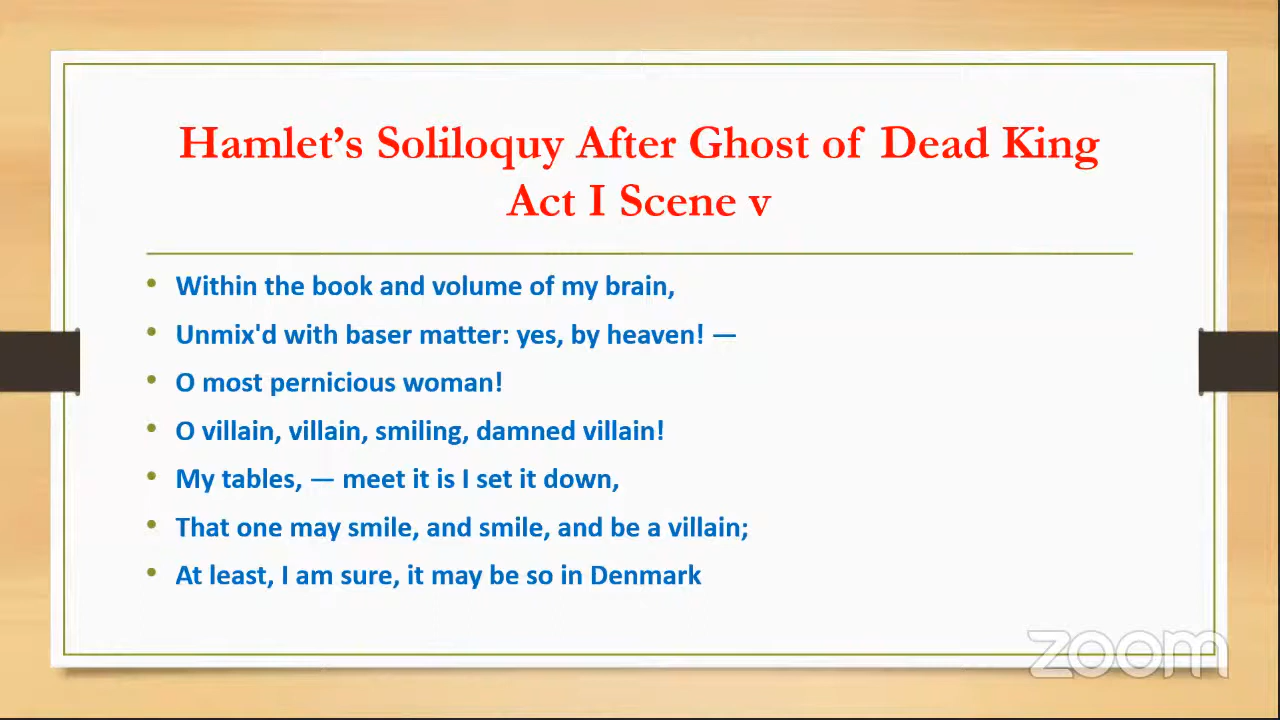 Hamlet’s Soliloquy After Ghost of Dead King
Act I Scene v
• Within the book and volume of my brain,
• Unmix'd with baser matter: yes, by heaven! —
• O most pernicious woman!
• O villain, villain, smiling, damned villain!
• My tables, — meet it is I set it down,
• That one may smile, and smile, and be a villain;
• At least, I am sure, it may be so in Denmark
zoom